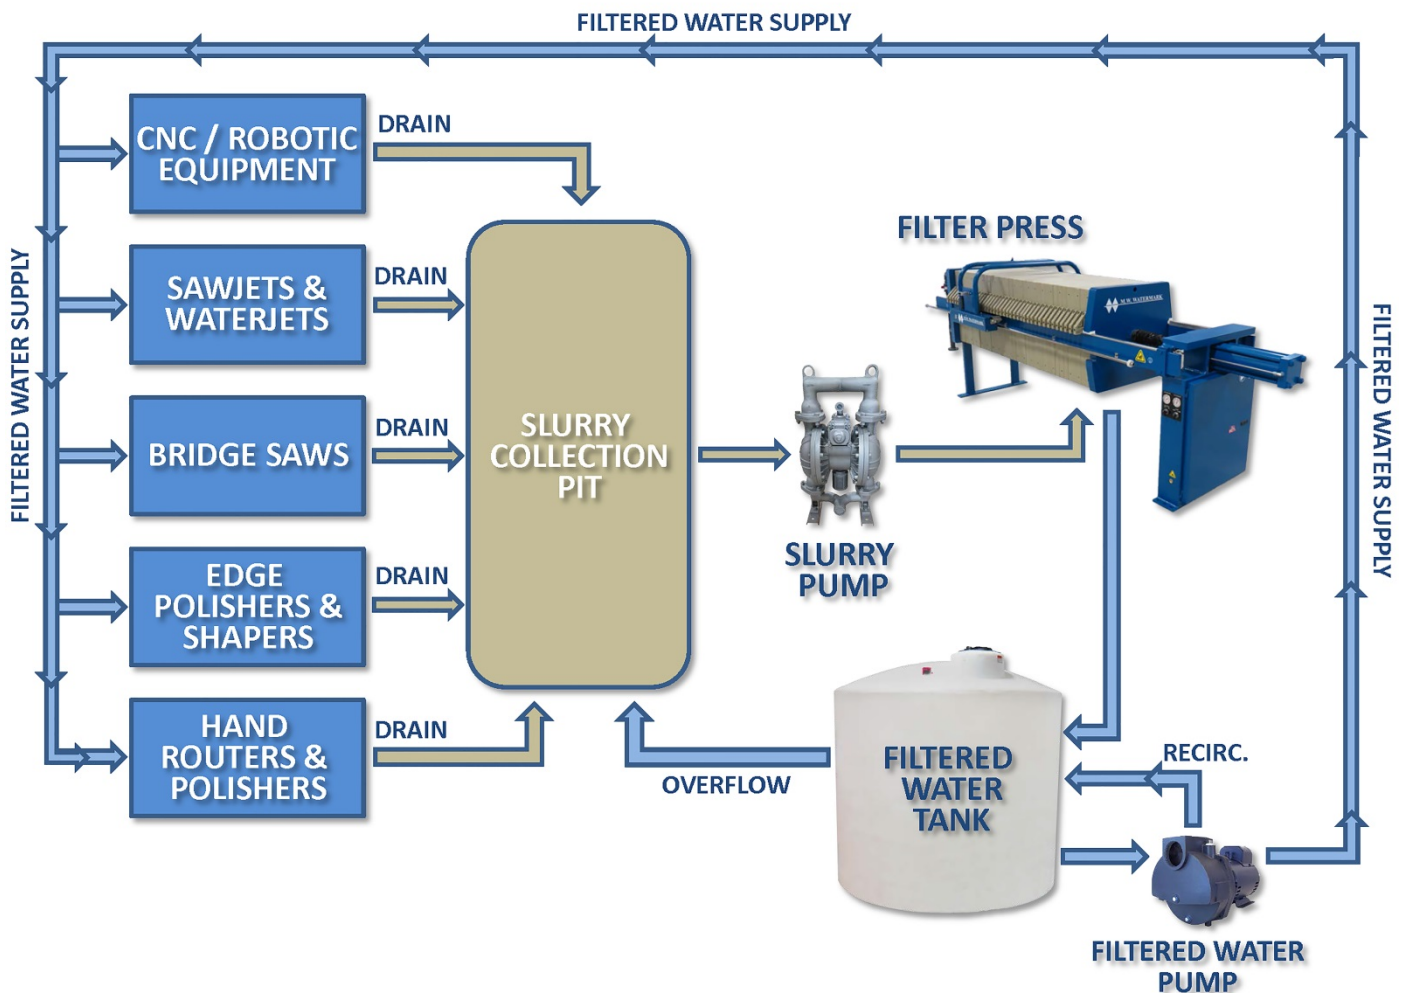 FILTERED WATER SUPPLY
CNC / ROBOTIC
EQUIPMENT
DRAIN
FILTER PRESS
M.W. WATERMARK
FILTERED WATER SUPPLY
SAWJETS &
WATERJETS
DRAIN
FILTERED WATER SUPPLY
BRIDGE SAWS
DRAIN
SLURRY
COLLECTION
PIT
SLURRY
PUMP
EDGE
POLISHERS &
SHAPERS
DRAIN
HAND
ROUTERS &
POLISHERS
DRAIN
OVERFLOW
FILTERED
WATER
TANK
RECIRC.
FILTERED WATER
PUMP